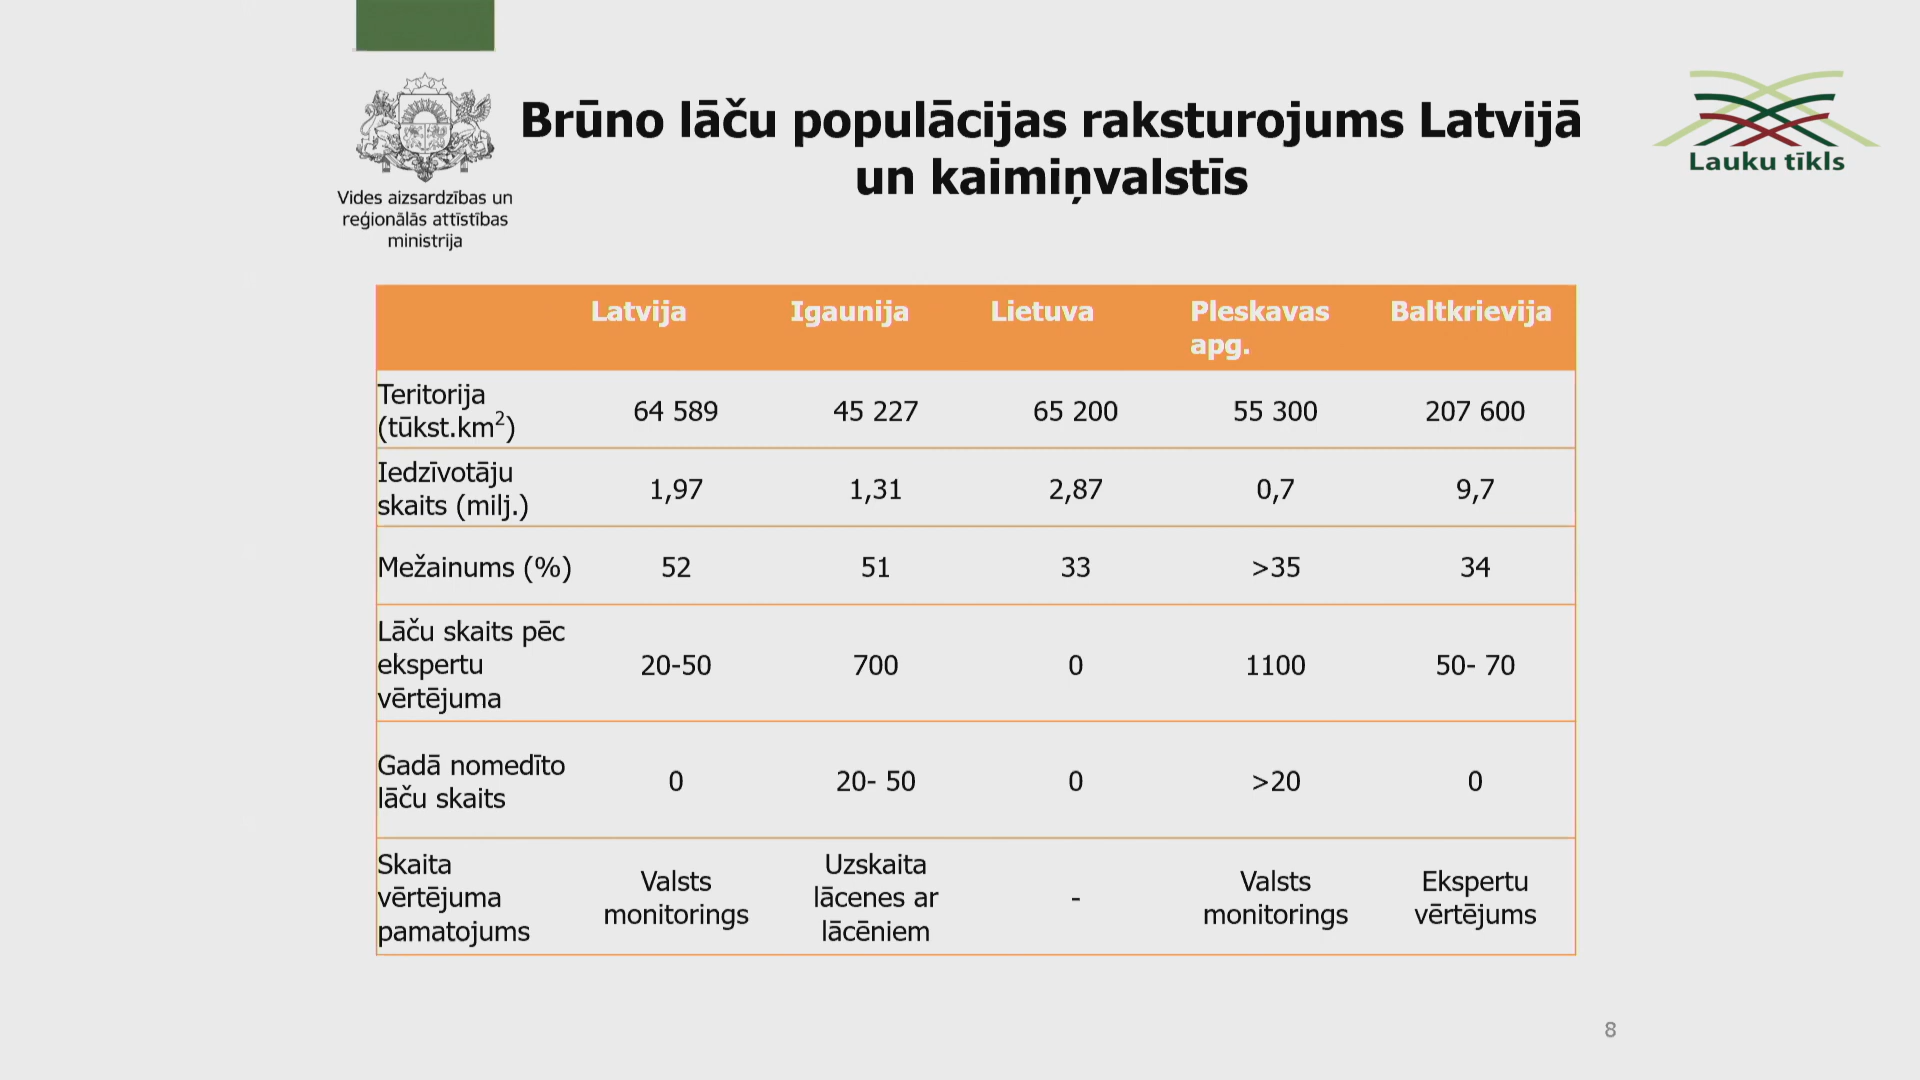 Brūno lāču populācijas raksturojums Latvijā
un kaimiņvalstīs
Vides aizsardzības un
reģionālās attīstības
ministrija
Lauku tīkls
Latvija Igaunija Lietuva Pleskavas apg. Baltkrievija
Teritorija (tūkst.km²) 64 589 45 227 65 200 55 300 207 600
Iedzīvotāju skaits (milj.) 1,97 1,31 2,87 0,7 9,7
Mežainums (%) 52 51 33 >35 34
Lāču skaits pēc ekspertu vērtējuma 20-50 700 0 1100 50- 70
Gadā nomedīto lāču skaits 0 20- 50 0 >20 0
Skaita vērtējuma pamatojums Valsts monitorings Uzskaita lācenes ar lācēniem - Valsts monitorings Ekspertu vērtējums
8